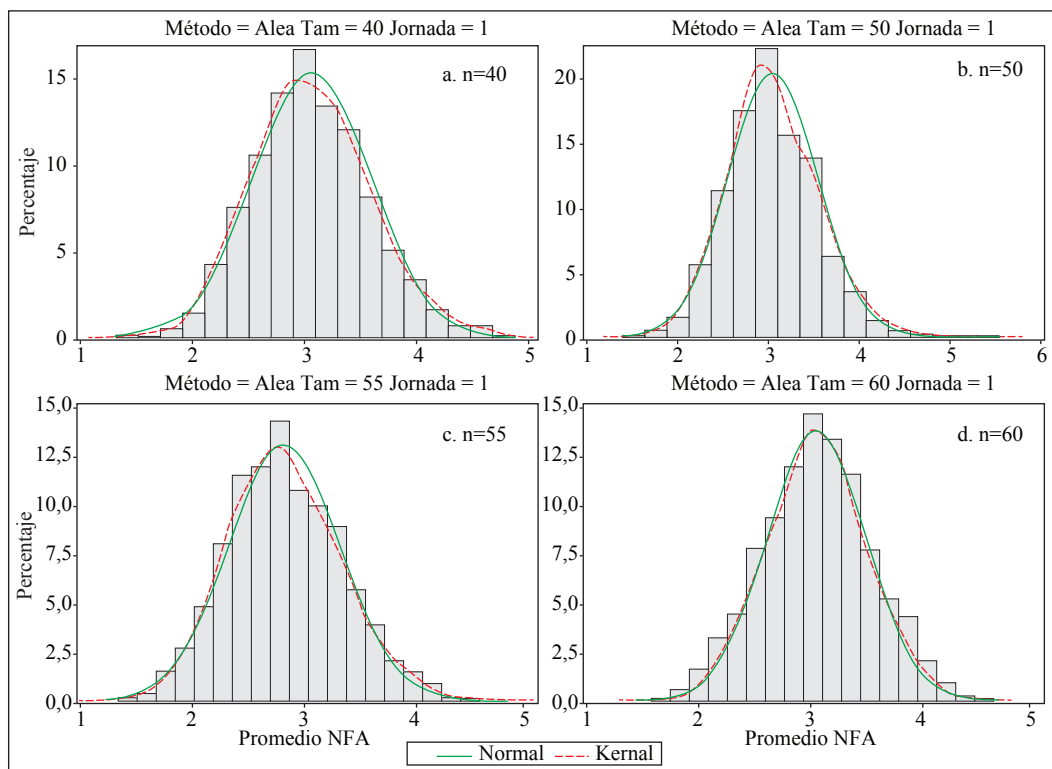 Método = Alea Tam = 40 Jornada = 1
Método = Alea Tam = 50 Jornada = 1
a. n=40
b. n=50
Porcentaje
15
10
5
0
20
15
10
5
0
1 2 3 4 5
1 2 3 4 5 6
Método = Alea Tam = 55 Jornada = 1
Método = Alea Tam = 60 Jornada = 1
c. n=55
d. n=60
Percentaje
15,0
12,5
10,0
7,5
5,0
2,5
0,0
15,0
12,5
10,0
7,5
5,0
2,5
0,0
1 2 3 4 5
1 2 3 4 5
Promedio NFA
Promedio NFA
Normal
Kernal